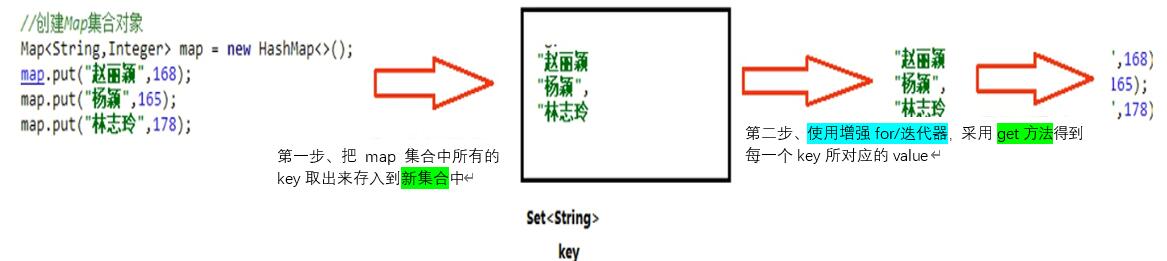 //创建Map集合对象
Map<String,Integer> map = new HashMap<>();
map.put("赵丽颖",168);
map.put("杨颖",165);
map.put("林志玲",178);
第一步、把 map 集合中所有的
key 取出来存入到新集合中
"赵丽颖
"杨颖",
"林志玲
Set<String>
key
第二步、使用增强 for/迭代器，采用 get 方法得到
每一个 key 所对应的 value
"赵丽颖
"杨颖",
"林志玲
",168)
165);
",178)